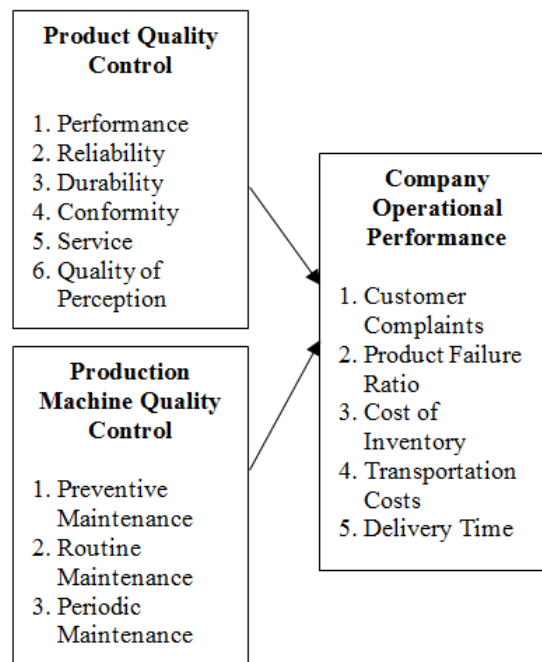 Product Quality
Control
1. Performance
2. Reliability
3. Durability
4. Conformity
5. Service
6. Quality of
Perception
Production
Machine Quality
Control
1. Preventive
Maintenance
2. Routine
Maintenance
3. Periodic
Maintenance
Company
Operational
Performance
1. Customer
Complaints
2. Product Failure
Ratio
3. Cost of
Inventory
4. Transportation
Costs
5. Delivery Time